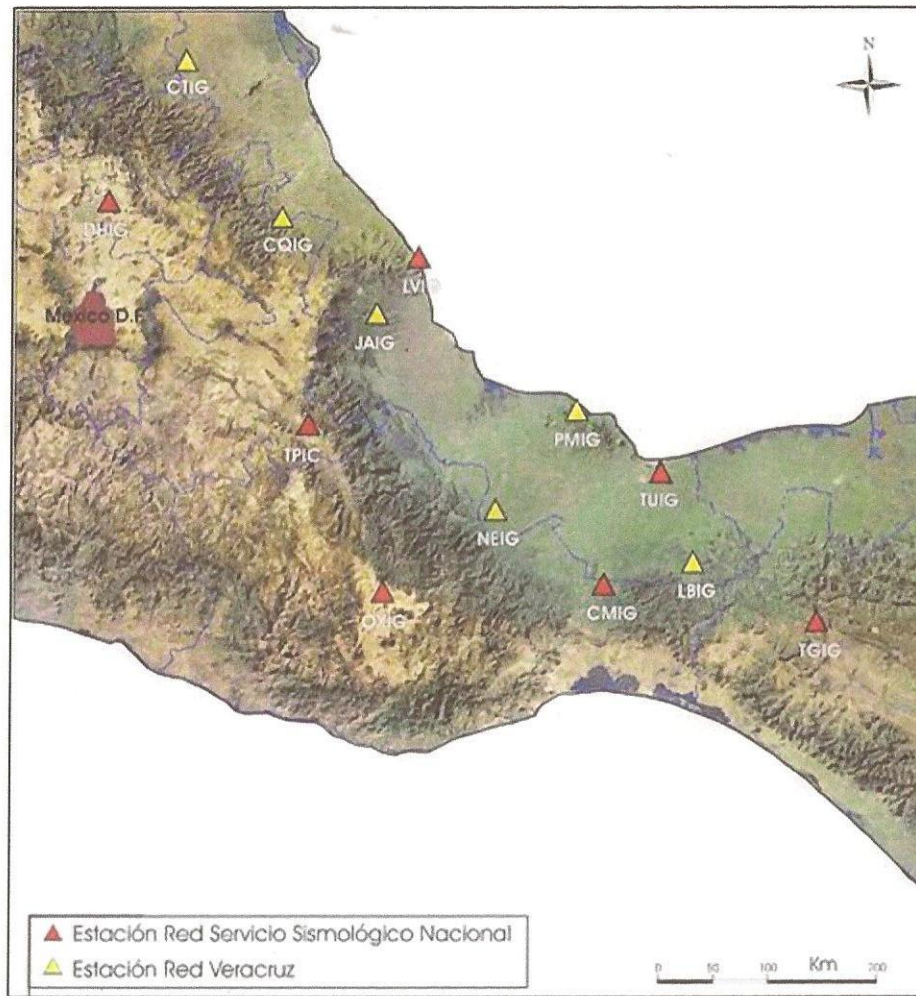 N
CTIG
DHIG
CQIG
LVIG
Mexico D.F.
JAIG
PMIG
TPIC
TUIG
NEIG
LBIG
OXIG
CMIG
TGIG
Estación Red Servicio Sismológico Nacional
Estación Red Veracruz
Km
0 50 100 200